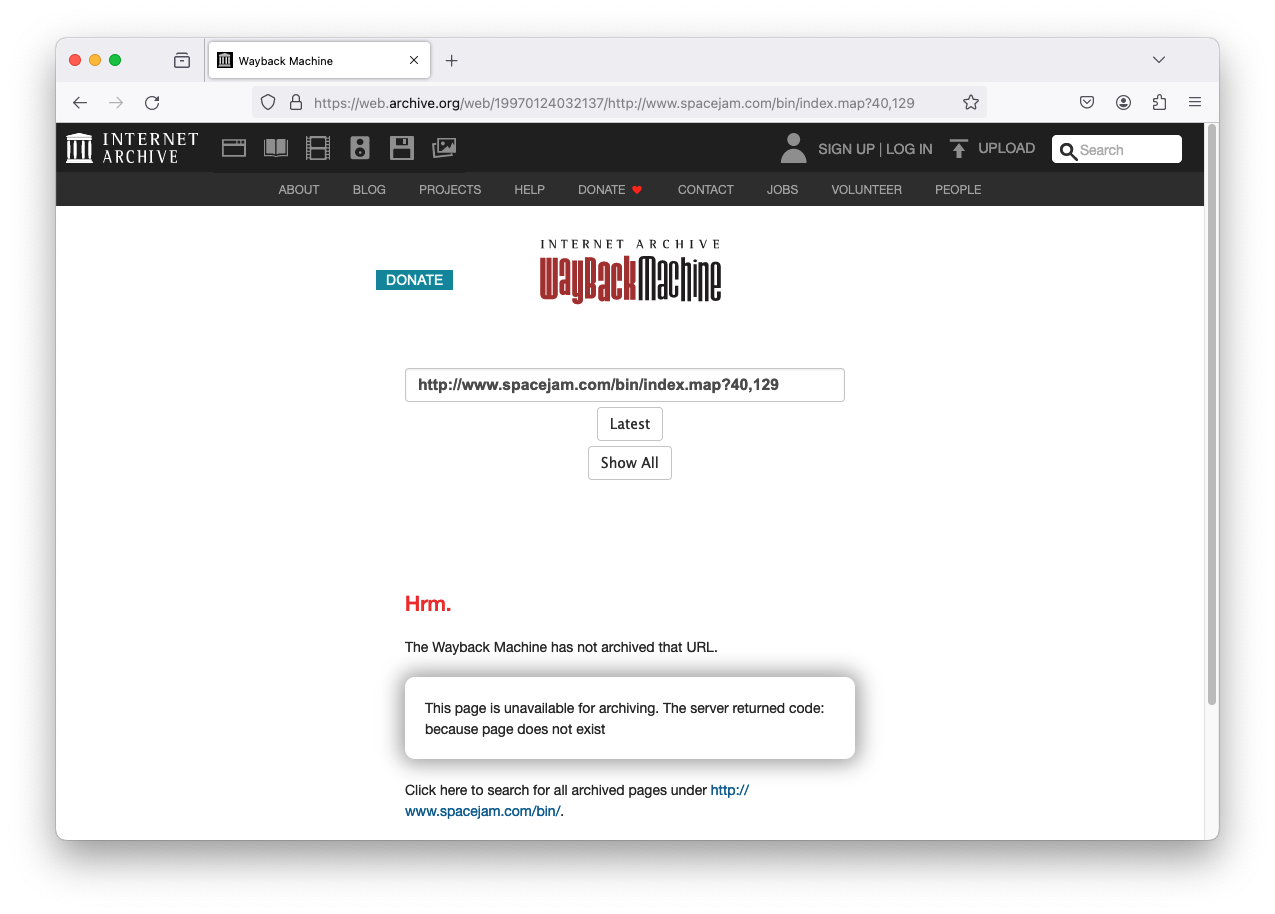 Wayback Machine
https://web.archive.org/web/19970124032137/http://www.spacejam.com/bin/index.map?40,129
INTERNET ARCHIVE
SIGN UP | LOG IN
UPLOAD
Search
ABOUT BLOG PROJECTS HELP DONATE CONTACT JOBS VOLUNTEER PEOPLE
DONATE
INTERNET ARCHIVE
WayBackMachine
http://www.spacejam.com/bin/index.map?40,129
Latest
Show All
Hrm.
The Wayback Machine has not archived that URL.
This page is unavailable for archiving. The server returned code:
because page does not exist
Click here to search for all archived pages under http://
www.spacejam.com/bin/.